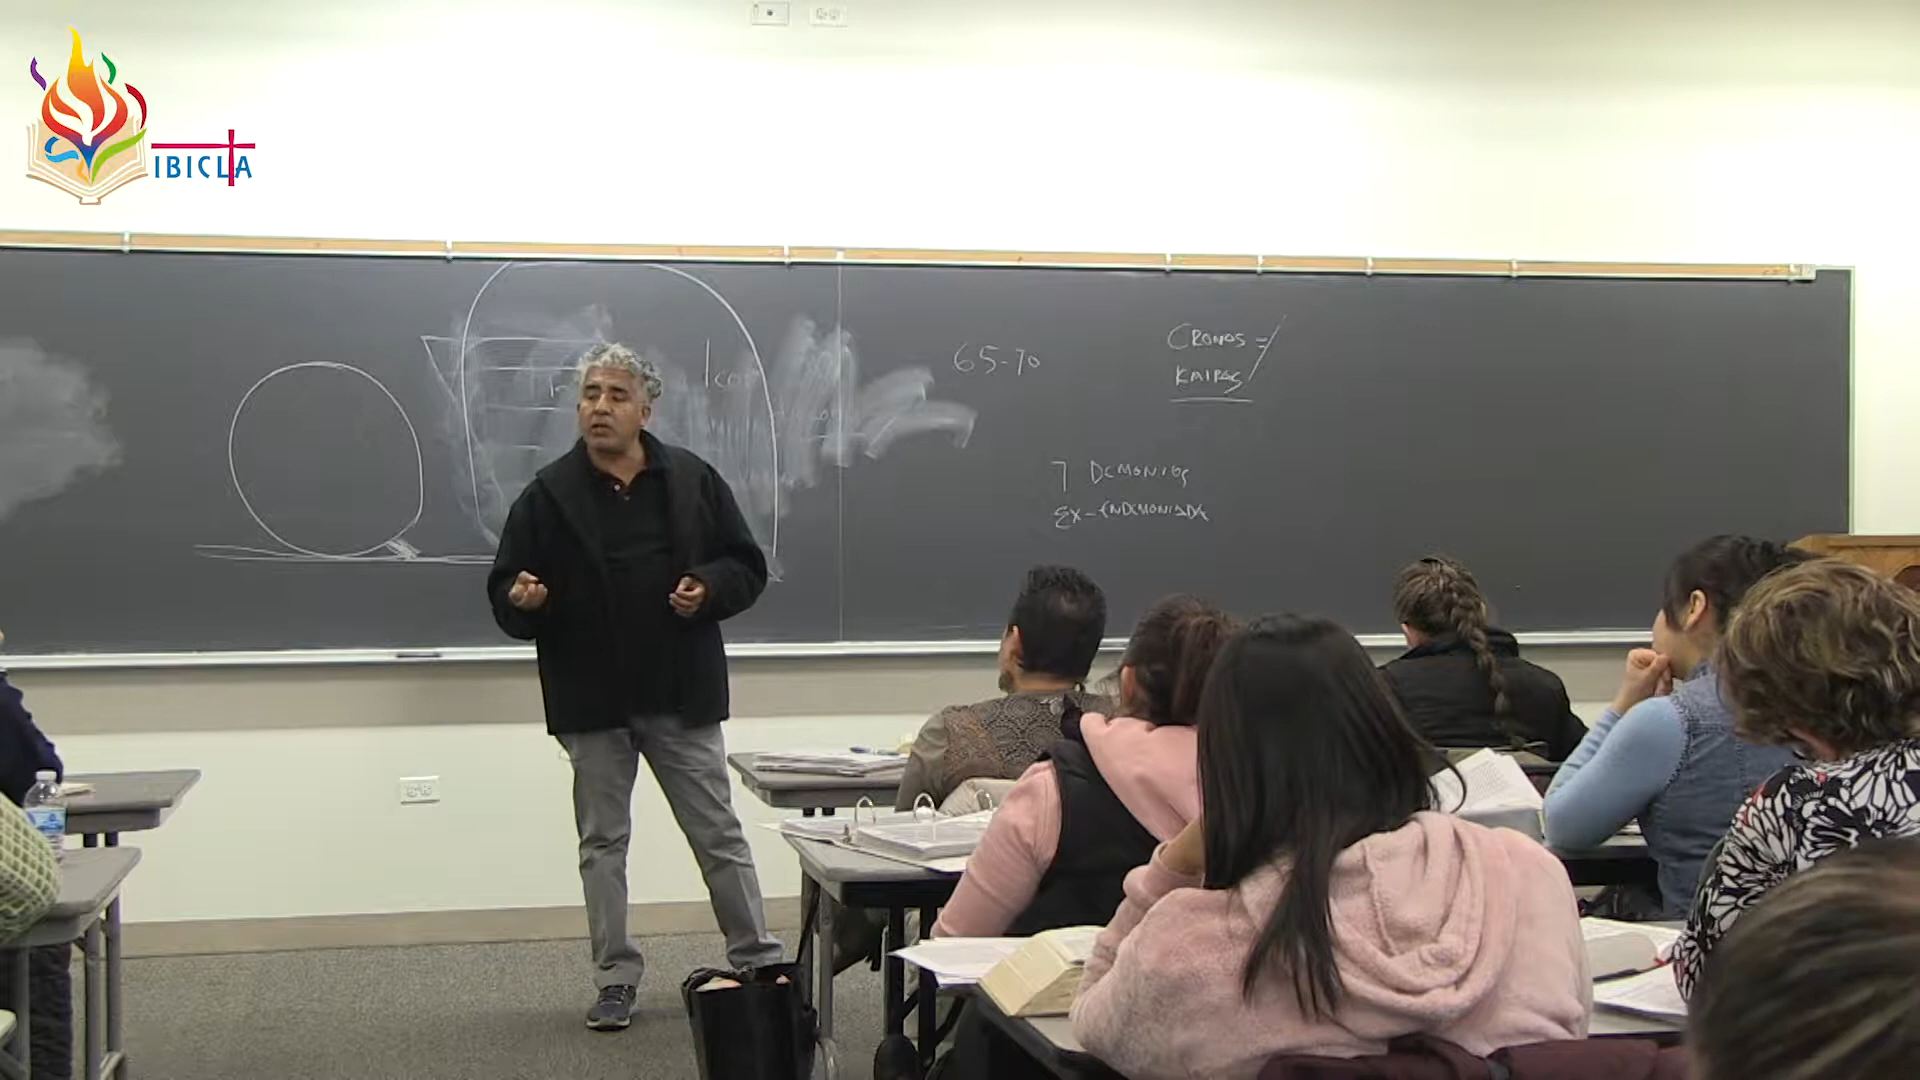 IBICLA
65-70
CRONOS =
KAIROS
7 DEMONIOS
EX-ENDEMONIADA